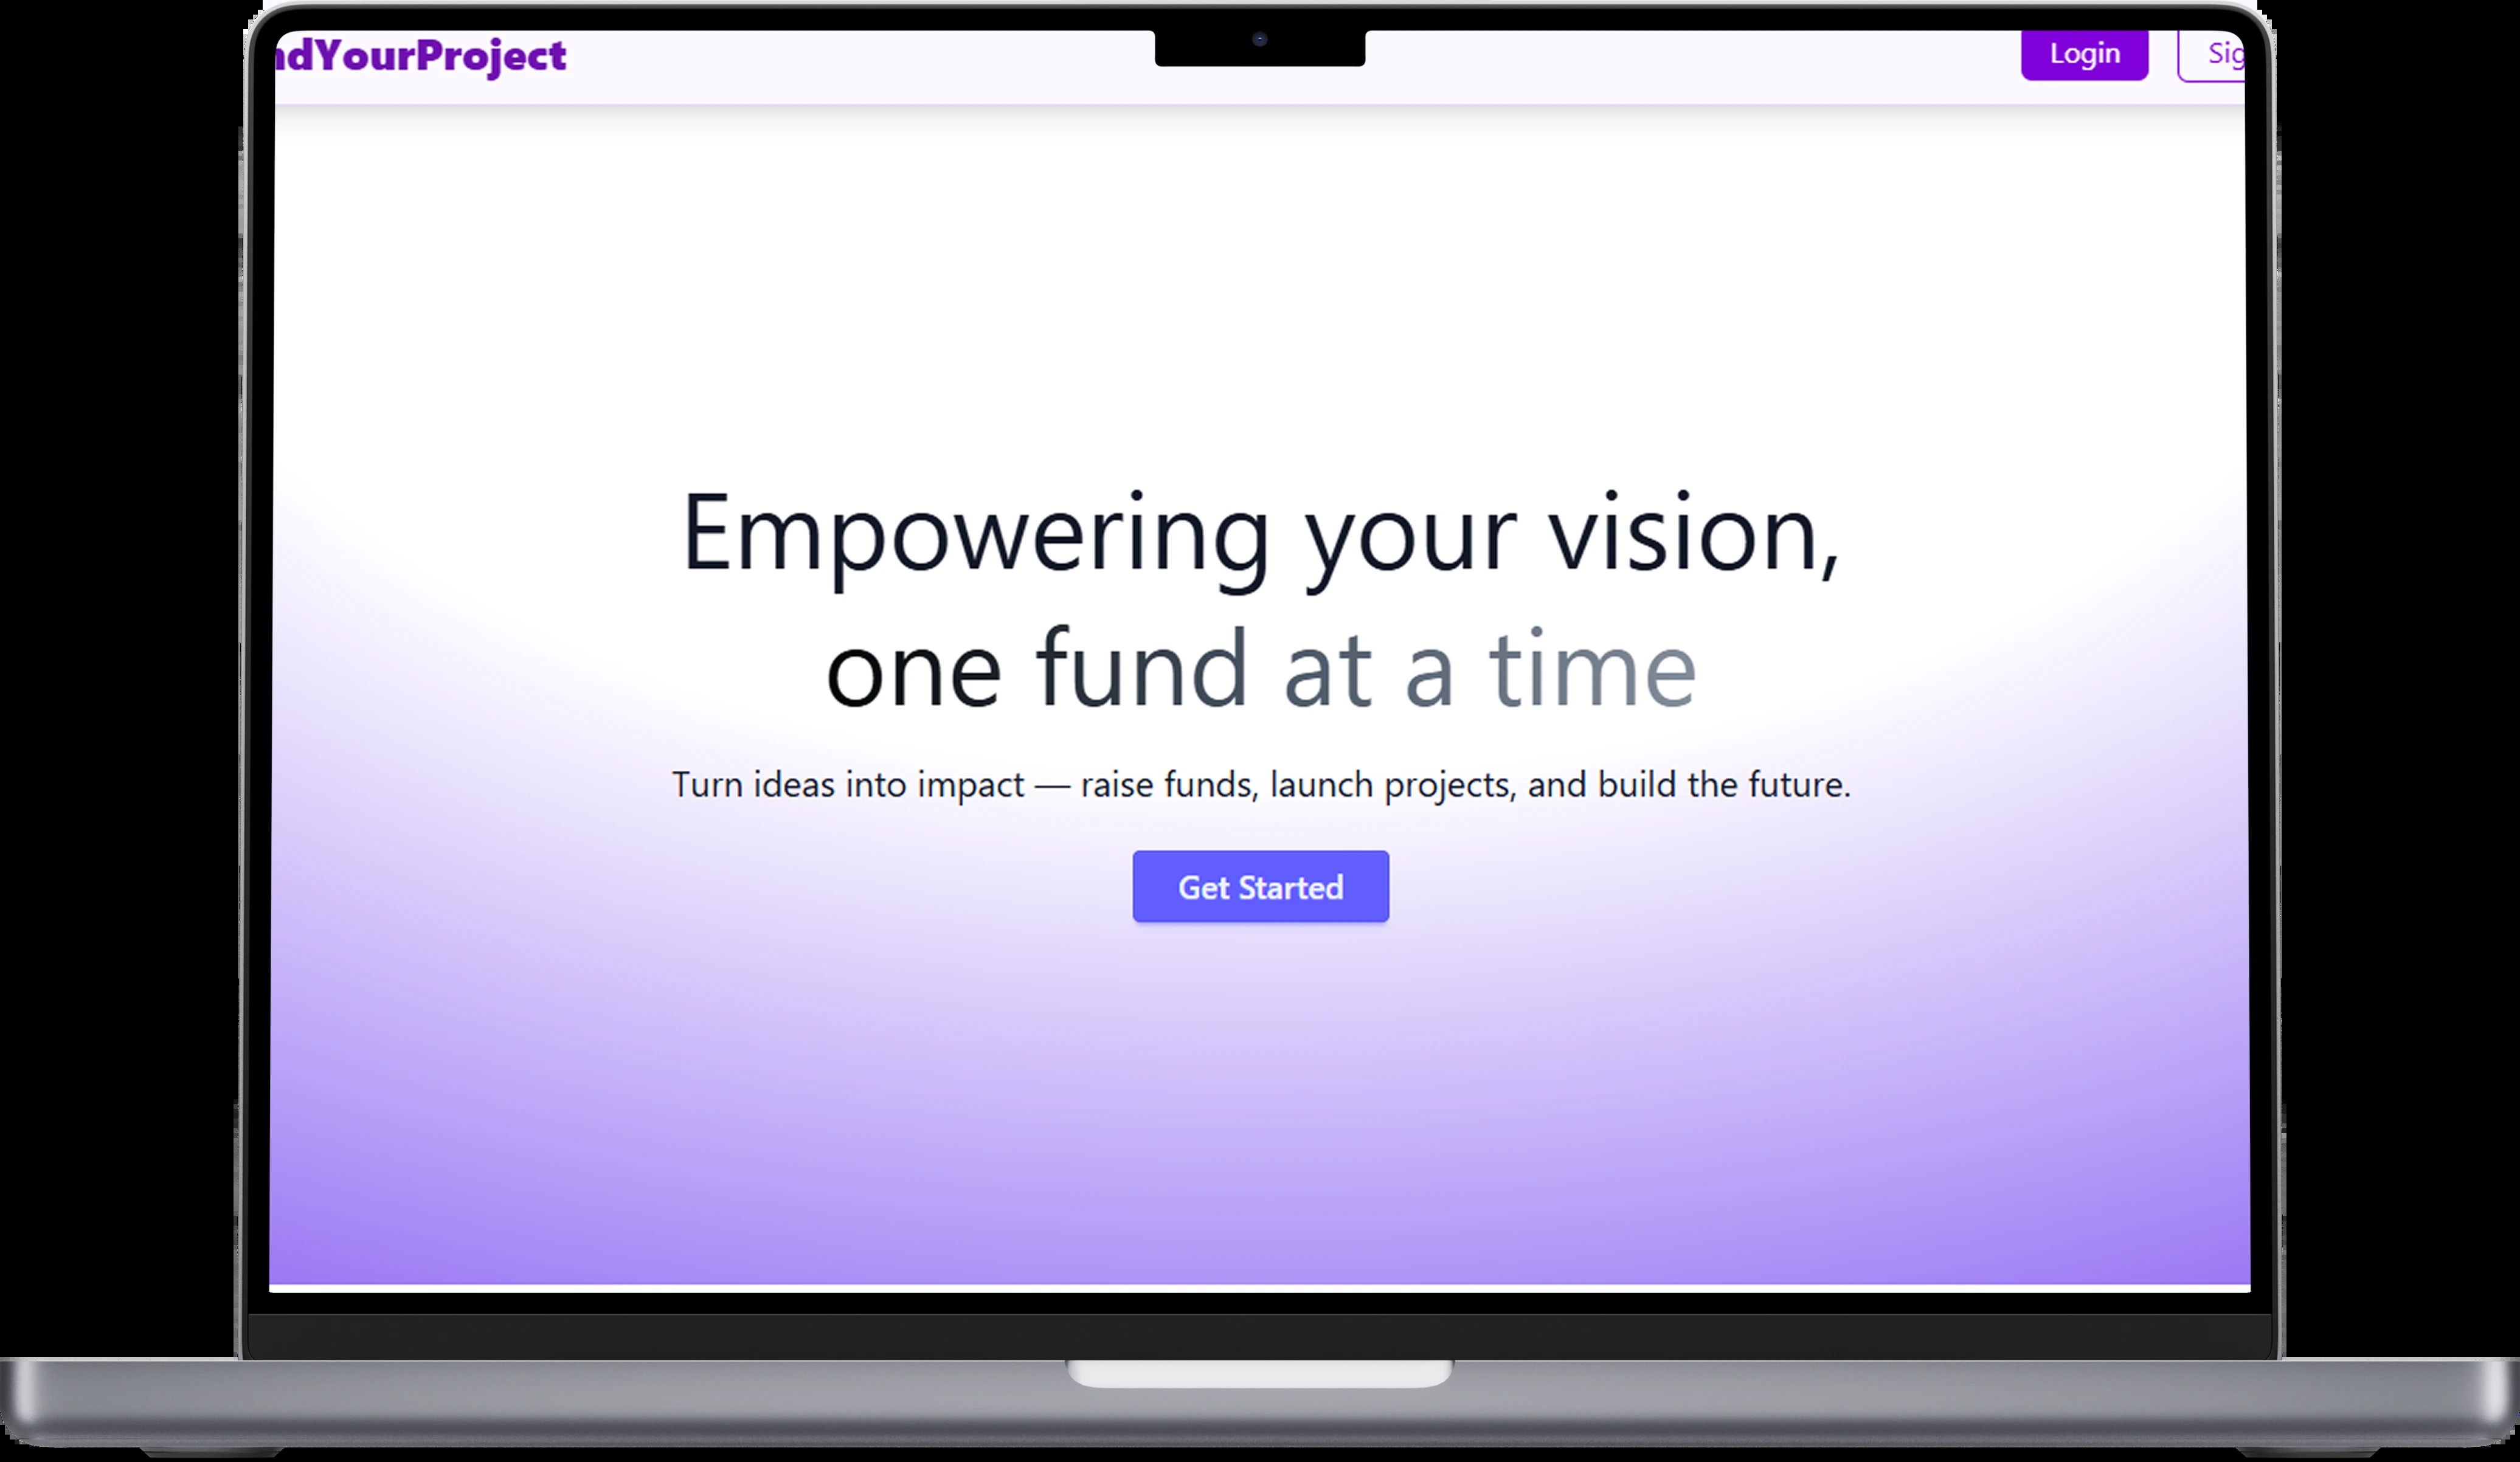 ndYourProject
Login
Sig
Empowering your vision,
one fund at a time
Turn ideas into impact — raise funds, launch projects, and build the future.
Get Started